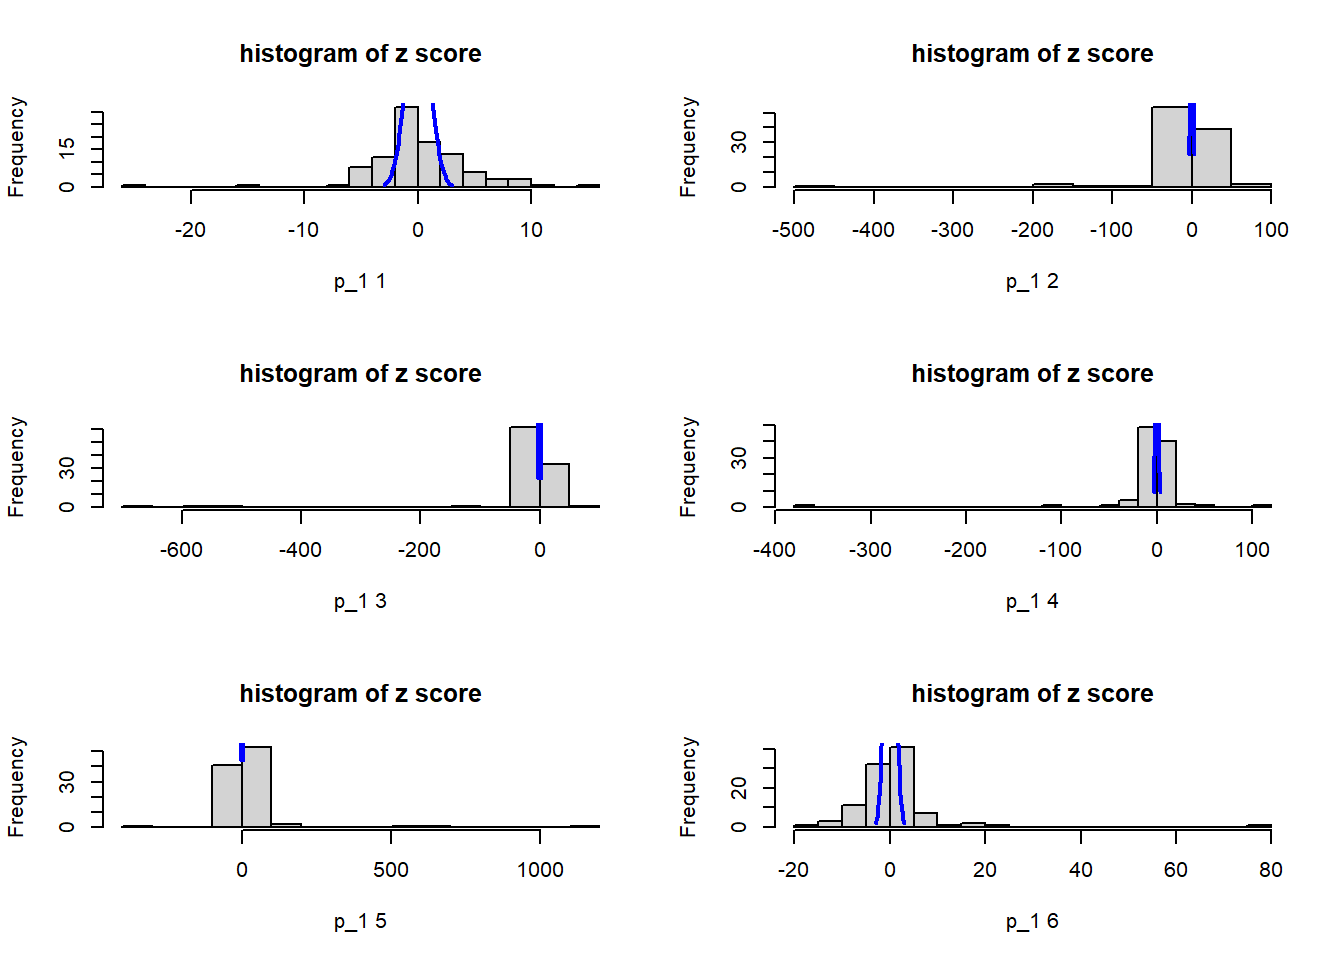 histogram of z score
Frequency
0 15
-20 -10 0 10
p_1 1
histogram of z score
Frequency
0 30
-500 -400 -300 -200 -100 0 100
p_1 2
histogram of z score
Frequency
0 30
-600 -400 -200 0
p_1 3
histogram of z score
Frequency
0 30
-400 -300 -200 -100 0 100
p_1 4
histogram of z score
Frequency
0 30
0 500 1000
p_1 5
histogram of z score
Frequency
0 20
-20 0 20 40 60 80
p_1 6